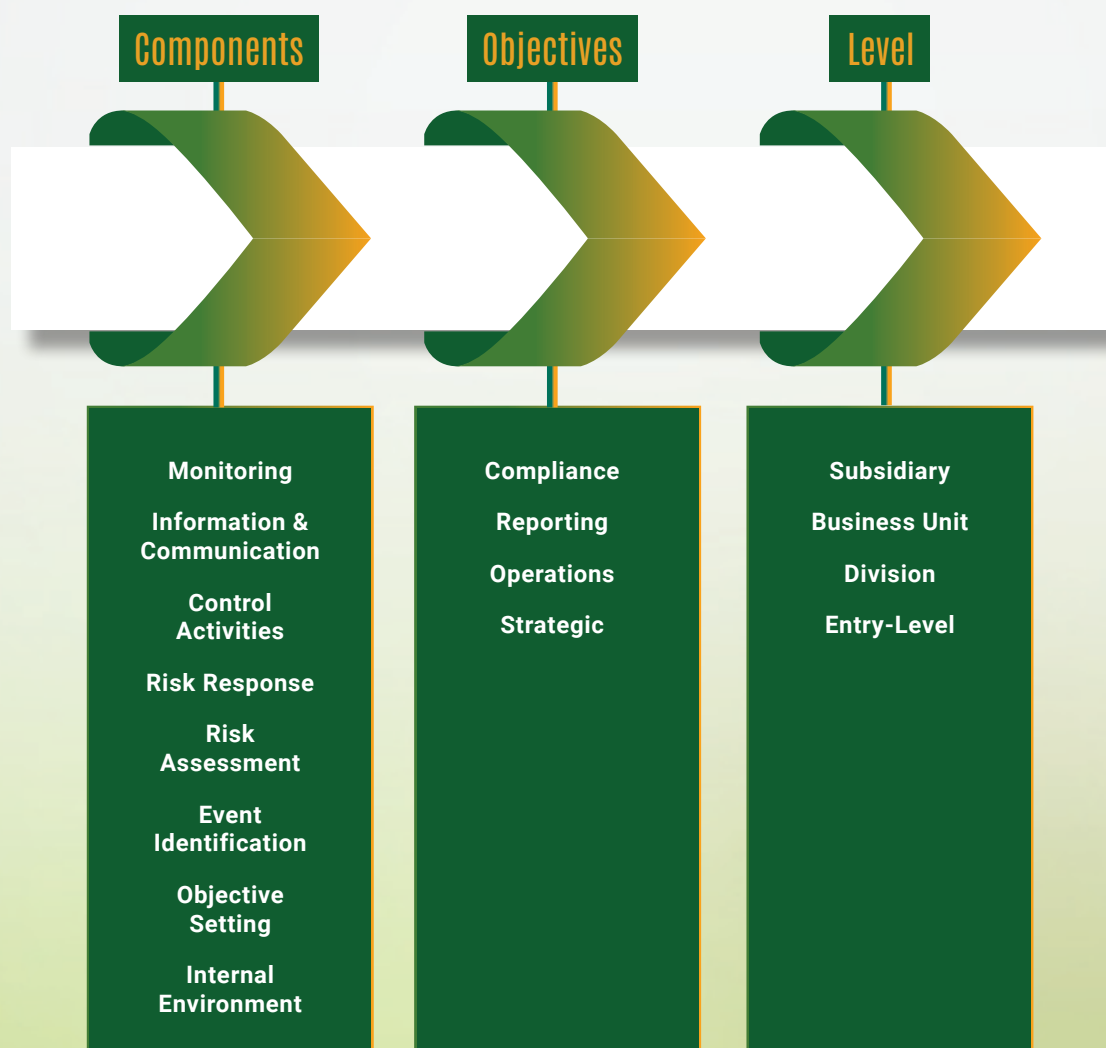 Components
Objectives
Level
Monitoring
Information &
Communication
Control
Activities
Risk Response
Risk
Assessment
Event
Identification
Objective
Setting
Internal
Environment
Compliance
Reporting
Operations
Strategic
Subsidiary
Business Unit
Division
Entry-Level